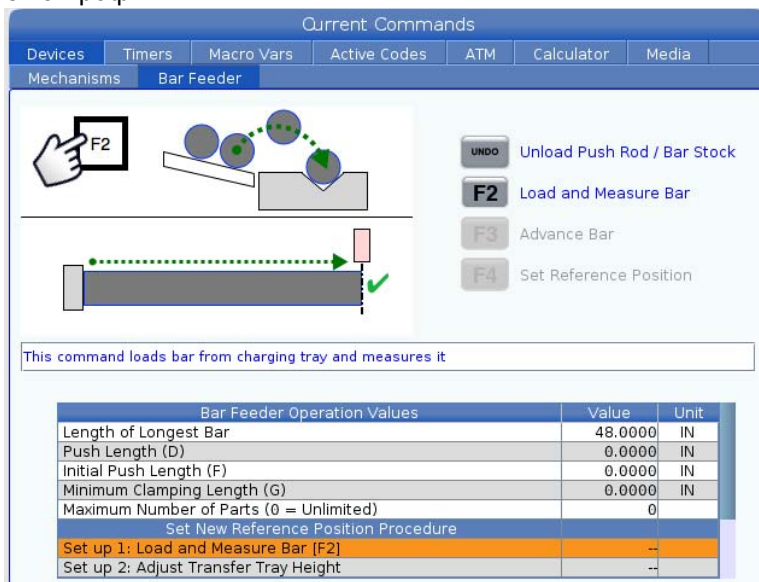 Current Commands
Devices Timers Macro Vars Active Codes ATM Calculator Media
Mechanisms Bar Feeder
F2
UNDO Unload Push Rod / Bar Stock
F2 Load and Measure Bar
F3 Advance Bar
F4 Set Reference Position
This command loads bar from charging tray and measures it
Bar Feeder Operation Values Value Unit
Length of Longest Bar 48.0000 IN
Push Length (D) 0.0000 IN
Initial Push Length (F) 0.0000 IN
Minimum Clamping Length (G) 0.0000 IN
Maximum Number of Parts (0 = Unlimited) 0
Set New Reference Position Procedure
Set up 1: Load and Measure Bar [F2] --
Set up 2: Adjust Transfer Tray Height --